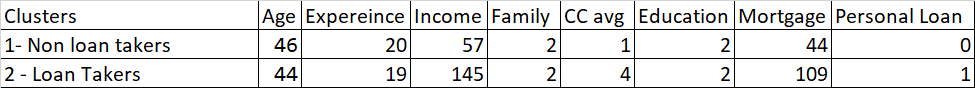 Clusters Age Expereince Income Family CC avg Education Mortgage Personal Loan
1- Non loan takers 46 20 57 2 1 2 44 0
2 - Loan Takers 44 19 145 2 4 2 109 1